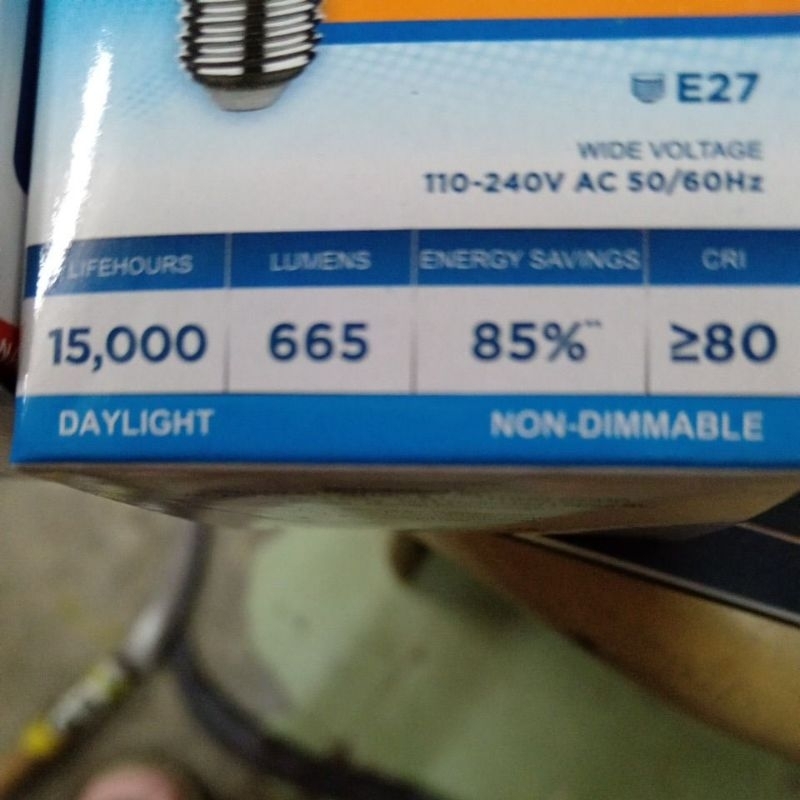 E27
WIDE VOLTAGE
110-240V AC 50/60Hz
LIFEHOURS LUMENS ENERGY SAVINGS CRI
15,000 665 85%** ≥80
DAYLIGHT NON-DIMMABLE